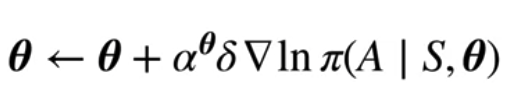 𝜽 ← 𝜽 + α^𝜽 δ ∇ ln π(A | S, 𝜽)